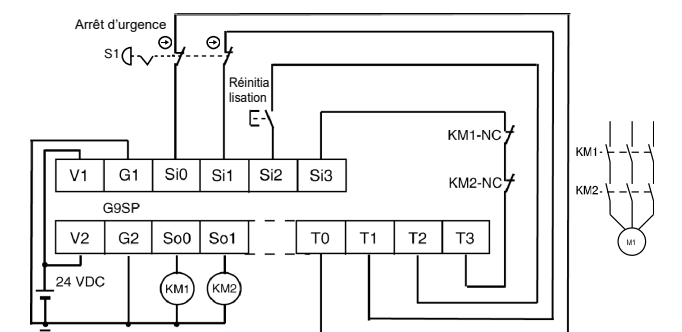 Arrêt d'urgence
S1
Réinitia
lisation
KM1-NC
KM2-NC
KM1-
KM2-
M1
V1 G1 Si0 Si1 Si2 Si3
G9SP
V2 G2 So0 So1 T0 T1 T2 T3
24 VDC
KM1 KM2